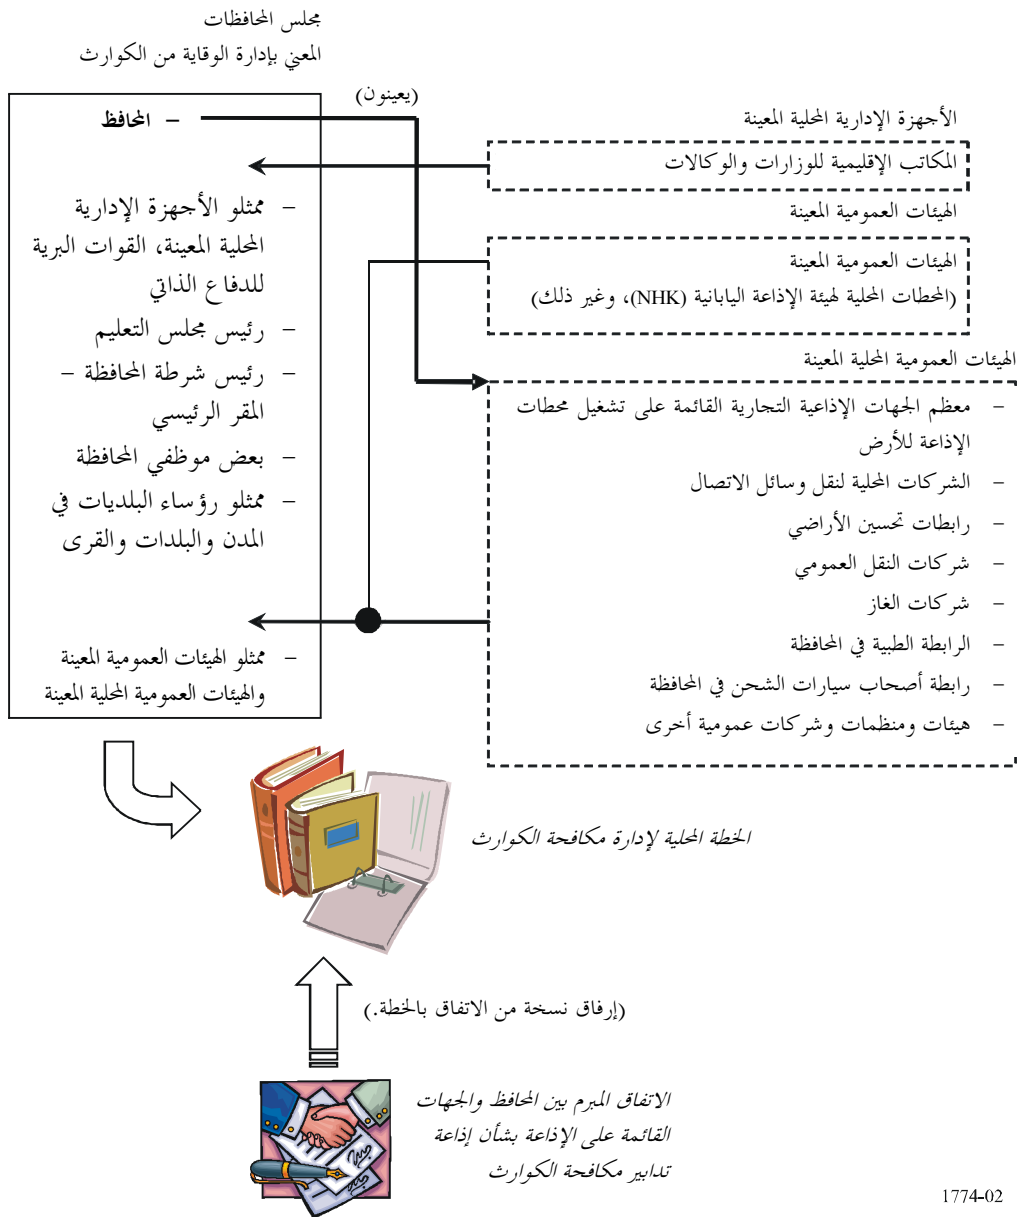 مجلس المحافظات
المعني بإدارة الوقاية من الكوارث
– المحافظ
– ممثلو الأجهزة الإدارية
المحلية المعينة، القوات البرية
للدفاع الذاتي
– رئيس مجلس التعليم
– رئيس شرطة المحافظة –
المقر الرئيسي
– بعض موظفي المحافظة
– ممثلو رؤساء البلديات في
المدن والبلدات والقرى
– ممثلو الهيئات العمومية المعينة
والهيئات العمومية المحلية المعينة
(يعينون)
الأجهزة الإدارية المحلية المعينة
المكاتب الإقليمية للوزارات والوكالات
الهيئات العمومية المعينة
الهيئات العمومية المعينة
(المحطات المحلية لهيئة الإذاعة اليابانية (NHK)، وغير ذلك)
الهيئات العمومية المحلية المعينة
– معظم الجهات الإذاعية التجارية القائمة على تشغيل محطات
الإذاعة للأرض
– الشركات المحلية لنقل وسائل الاتصال
– رابطات تحسين الأراضي
– شركات النقل العمومي
– شركات الغاز
– الرابطة الطبية في المحافظة
– رابطة أصحاب سيارات الشحن في المحافظة
– هيئات ومنظمات وشركات عمومية أخرى
الخطة المحلية لإدارة مكافحة الكوارث
(إرفاق نسخة من الاتفاق بالخطة.)
الاتفاق المبرم بين المحافظ والجهات
القائمة على الإذاعة بشأن إذاعة
تدابير مكافحة الكوارث
1774-02